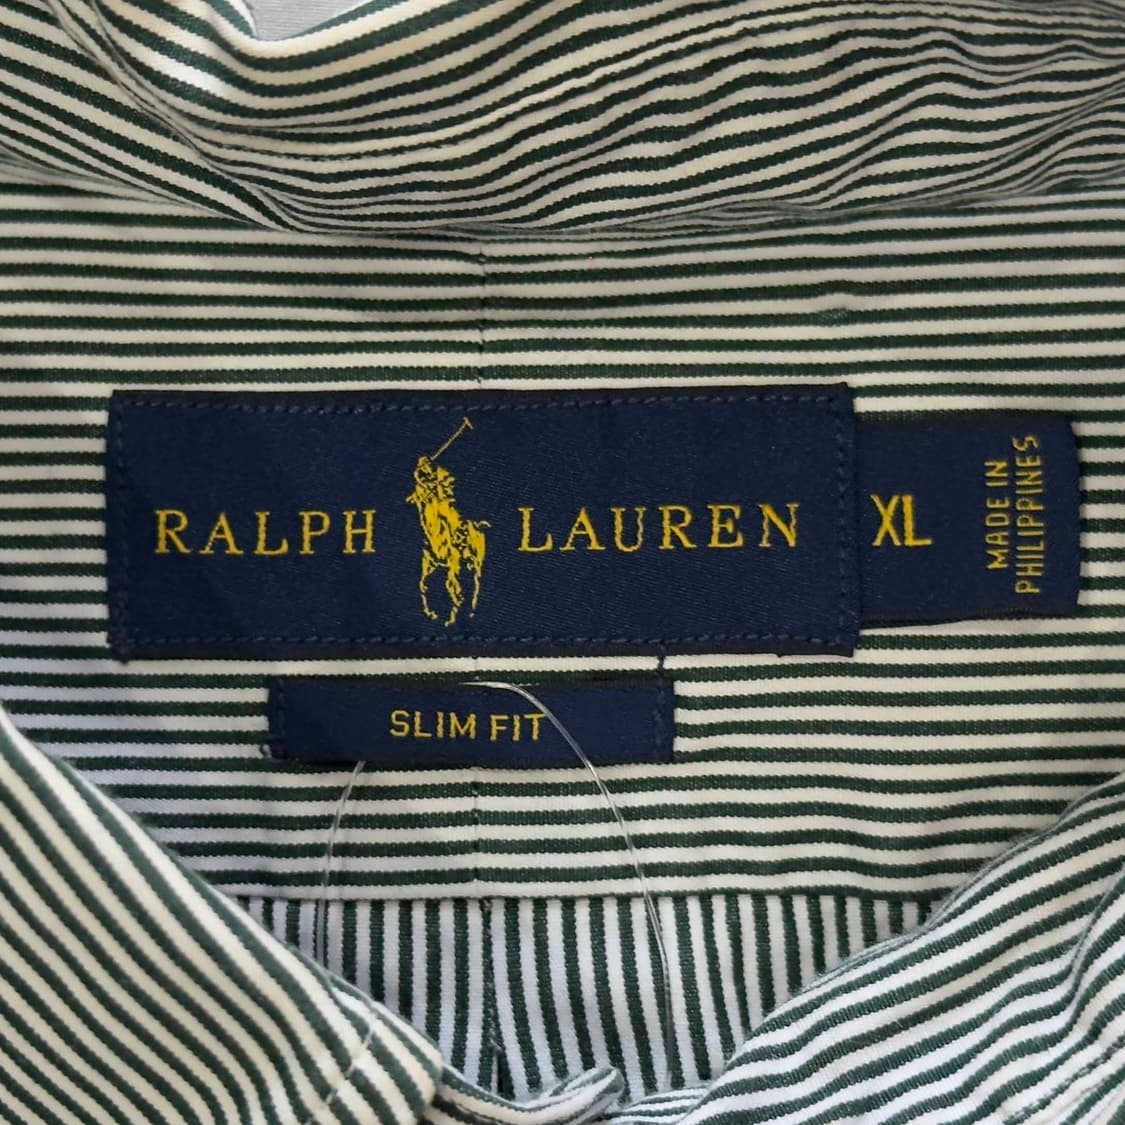 RALPH LAUREN
XL
MADE IN
PHILIPPINES
SLIM FIT